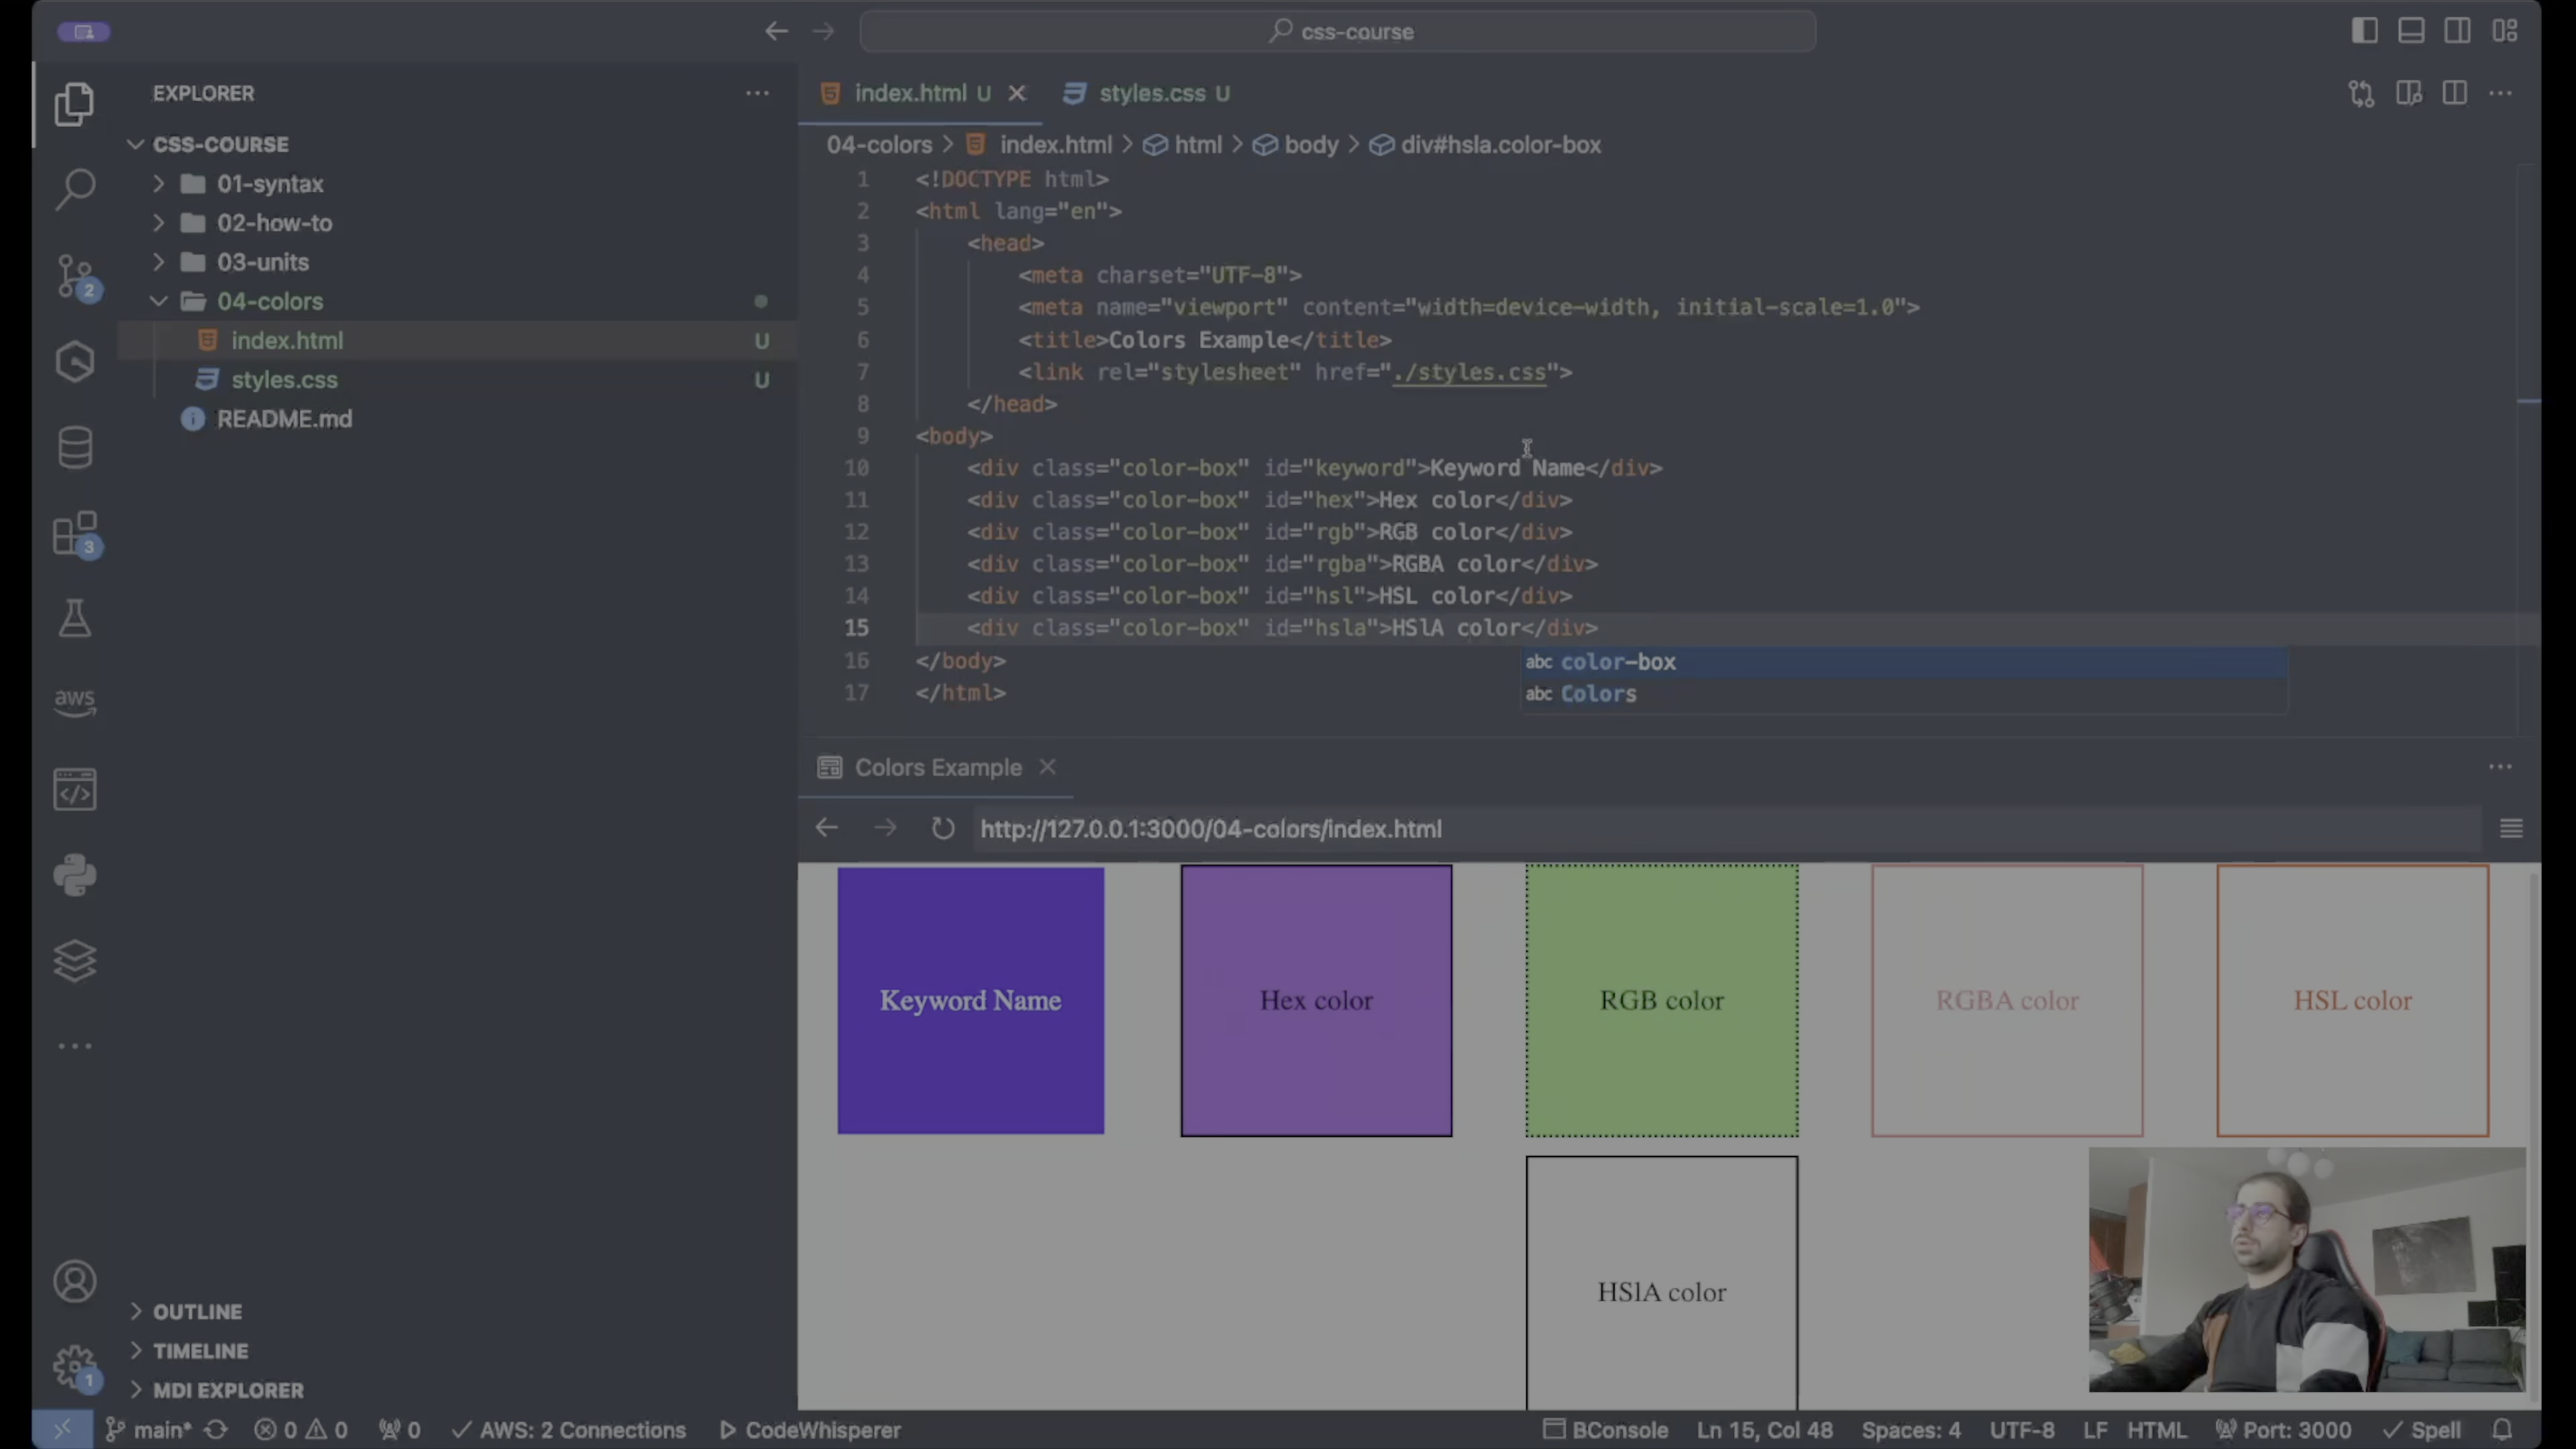 css-course
EXPLORER
CSS-COURSE
01-syntax
02-how-to
03-units
04-colors
index.html U
styles.css U
README.md
2
3
aws
OUTLINE
TIMELINE
MDI EXPLORER
1
index.html U
styles.css U
04-colors > index.html > html > body > div#hsla.color-box
1 <!DOCTYPE html>
2 <html lang="en">
3 <head>
4 <meta charset="UTF-8">
5 <meta name="viewport" content="width=device-width, initial-scale=1.0">
6 <title>Colors Example</title>
7 <link rel="stylesheet" href="./styles.css">
8 </head>
9 <body>
10 <div class="color-box" id="keyword">Keyword Name</div>
11 <div class="color-box" id="hex">Hex color</div>
12 <div class="color-box" id="rgb">RGB color</div>
13 <div class="color-box" id="rgba">RGBA color</div>
14 <div class="color-box" id="hsl">HSL color</div>
15 <div class="color-box" id="hsla">HSlA color</div>
16 </body>
17 </html>
abc color-box
abc Colors
Colors Example
http://127.0.0.1:3000/04-colors/index.html
Keyword Name
Hex color
RGB color
RGBA color
HSL color
HSlA color
main* 0 0 0 AWS: 2 Connections CodeWhisperer BConsole Ln 15, Col 48 Spaces: 4 UTF-8 LF HTML Port: 3000 Spell